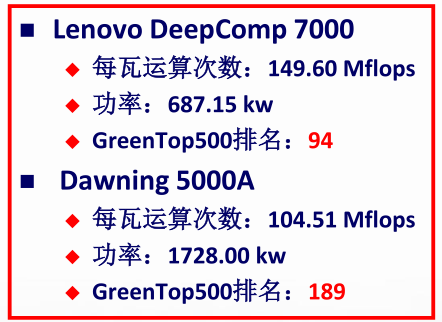 Lenovo DeepComp 7000
每瓦运算次数：149.60 Mflops
功率：687.15 kw
GreenTop500排名：94
Dawning 5000A
每瓦运算次数：104.51 Mflops
功率：1728.00 kw
GreenTop500排名：189